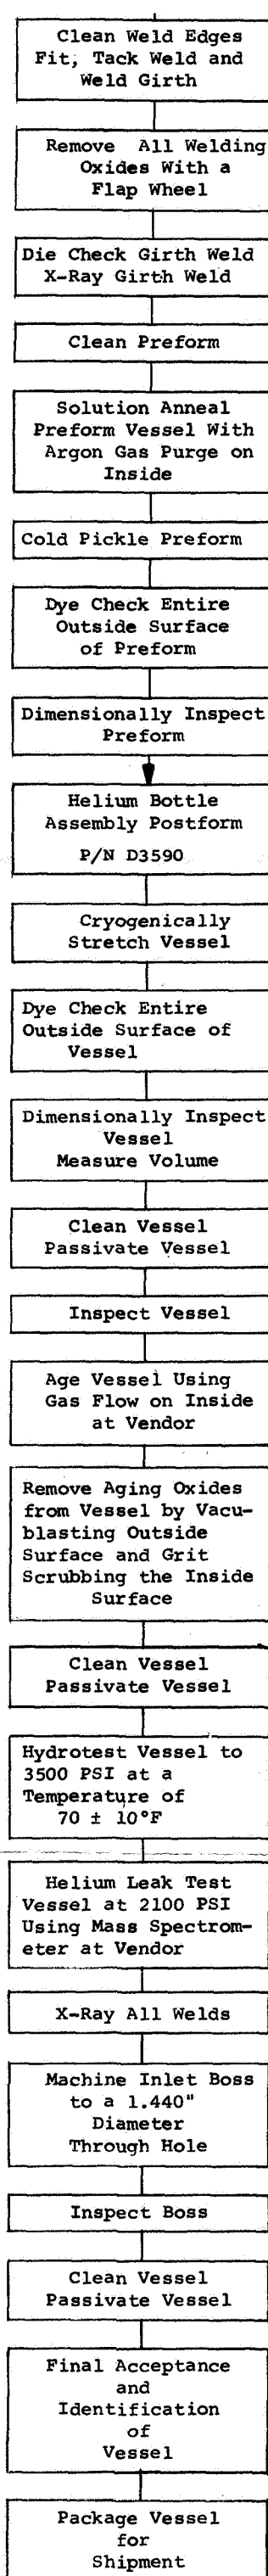 Clean Weld Edges
Fit, Tack Weld and
Weld Girth
Remove All Welding
Oxides With a
Flap Wheel
Die Check Girth Weld
X-Ray Girth Weld
Clean Preform
Solution Anneal
Preform Vessel With
Argon Gas Purge on
Inside
Cold Pickle Preform
Dye Check Entire
Outside Surface
of Preform
Dimensionally Inspect
Preform
Helium Bottle
Assembly Postform
P/N D3590
Cryogenically
Stretch Vessel
Dye Check Entire
Outside Surface of
Vessel
Dimensionally Inspect
Vessel
Measure Volume
Clean Vessel
Passivate Vessel
Inspect Vessel
Age Vessel Using
Gas Flow on Inside
at Vendor
Remove Aging Oxides
from Vessel by Vacu-
blasting Outside
Surface and Grit
Scrubbing the Inside
Surface
Clean Vessel
Passivate Vessel
Hydrotest Vessel to
3500 PSI at a
Temperature of
70 ± 10°F
Helium Leak Test
Vessel at 2100 PSI
Using Mass Spectrom-
eter at Vendor
X-Ray All Welds
Machine Inlet Boss
to a 1.440"
Diameter
Through Hole
Inspect Boss
Clean Vessel
Passivate Vessel
Final Acceptance
and
Identification
of
Vessel
Package Vessel
for
Shipment